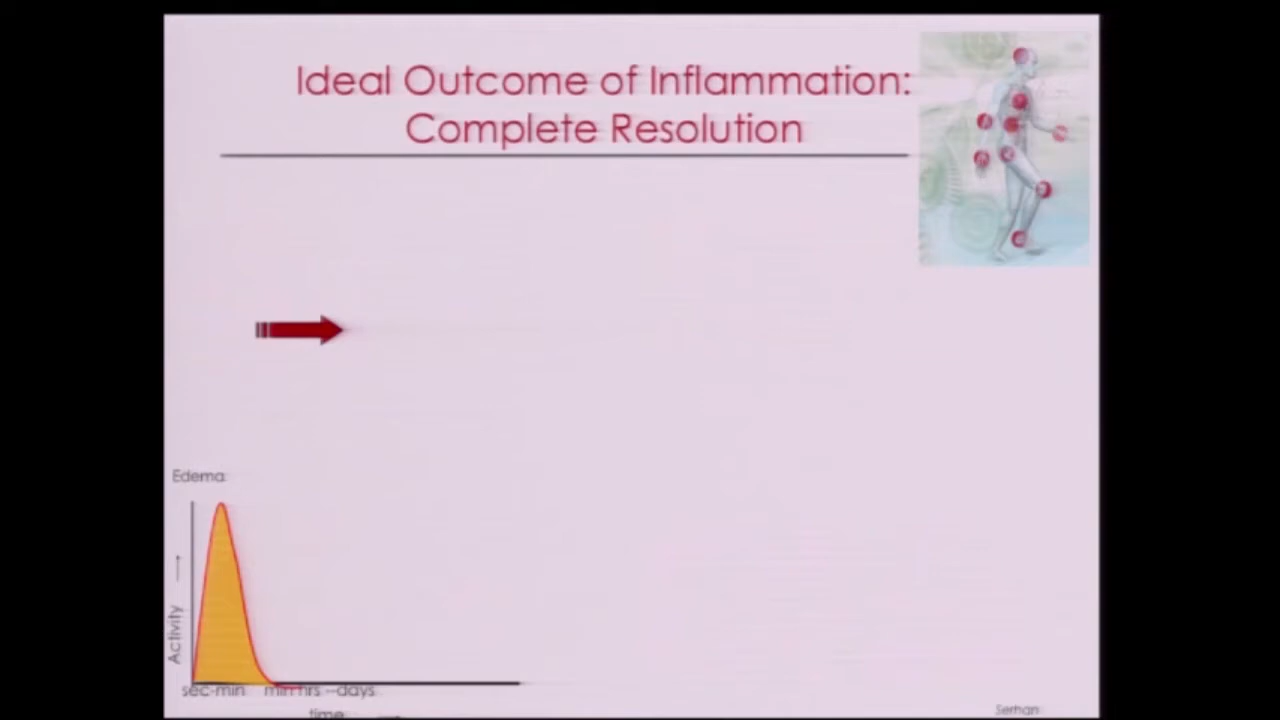 Ideal Outcome of Inflammation:
Complete Resolution
Edema
Activity
sec-min min hrs --days
time
Serhan